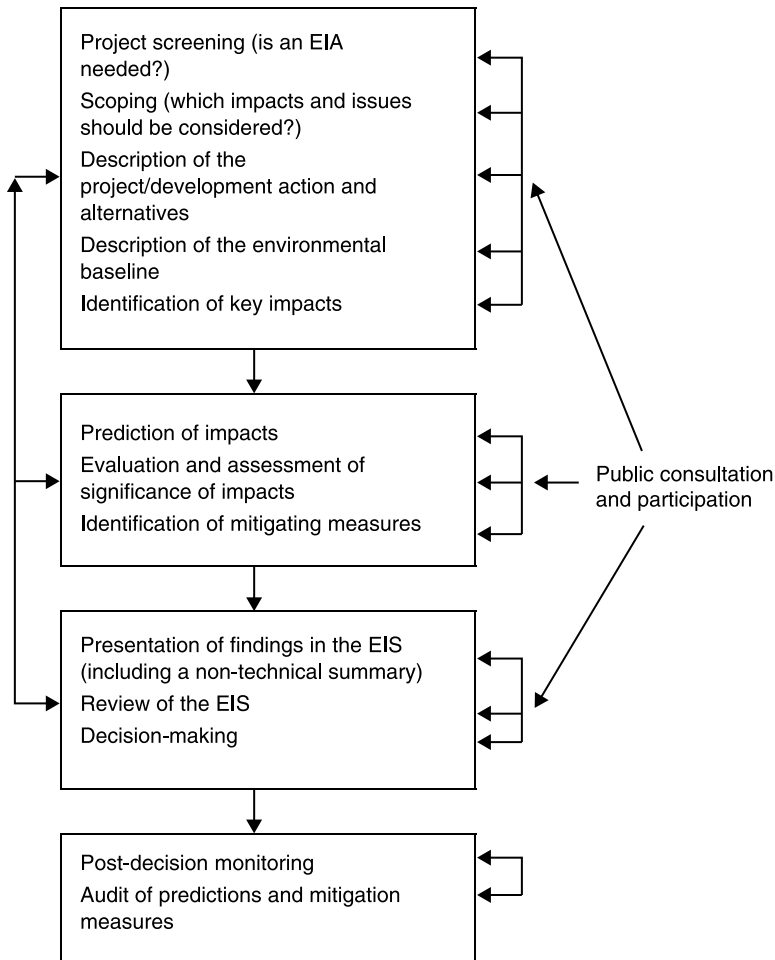 Project screening (is an EIA
needed?)
Scoping (which impacts and issues
should be considered?)
Description of the
project/development action and
alternatives
Description of the environmental
baseline
Identification of key impacts
Prediction of impacts
Evaluation and assessment of
significance of impacts
Identification of mitigating measures
Public consultation
and participation
Presentation of findings in the EIS
(including a non-technical summary)
Review of the EIS
Decision-making
Post-decision monitoring
Audit of predictions and mitigation
measures